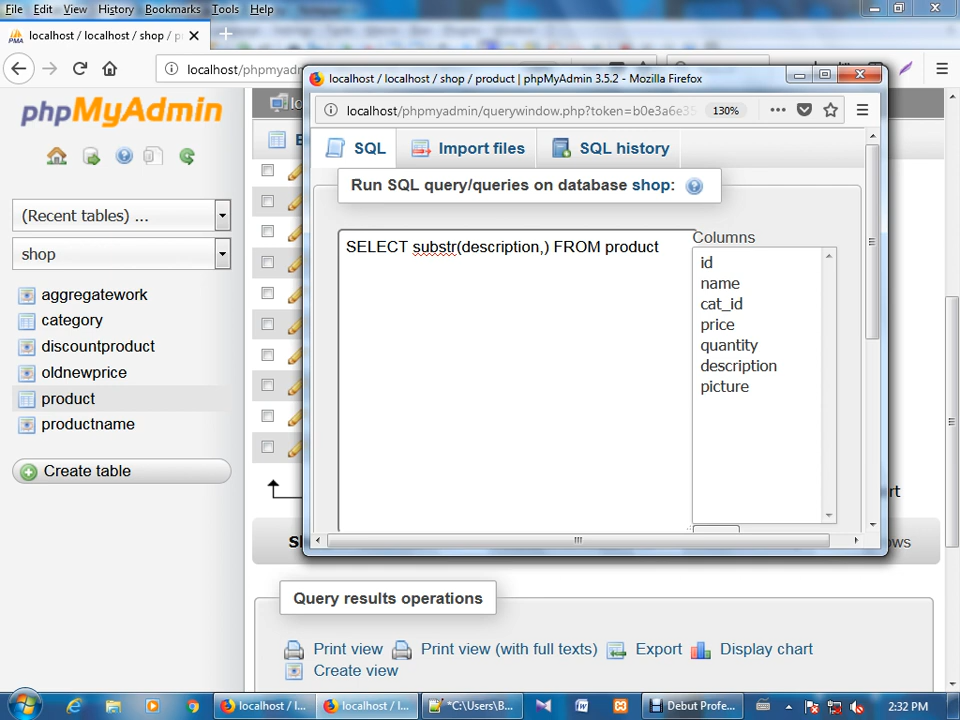 File Edit View History Bookmarks Tools Help
localhost / localhost / shop / p
localhost/phpmyadm
phpMyAdmin
(Recent tables) ...
shop
aggregatework
category
discountproduct
oldnewprice
product
productname
Create table
localhost / localhost / shop / product | phpMyAdmin 3.5.2 - Mozilla Firefox
localhost/phpmyadmin/querywindow.php?token=b0e3a6e35
130%
SQL
Import files
SQL history
Run SQL query/queries on database shop:
SELECT substr(description,) FROM product
Columns
id
name
cat_id
price
quantity
description
picture
Query results operations
Print view
Print view (with full texts)
Export
Display chart
Create view
localhost / l...
localhost / l...
*C:\Users\B...
Debut Profe...
2:32 PM